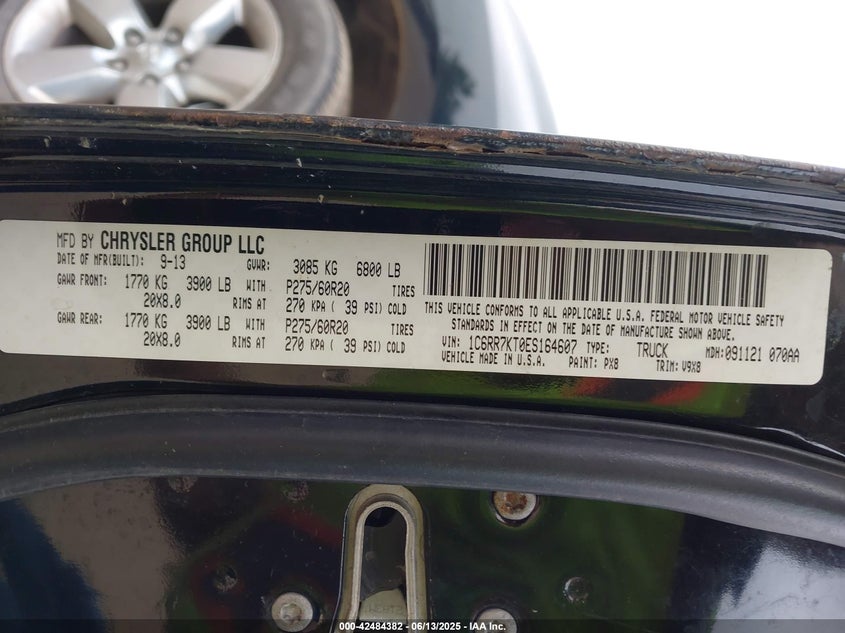 MFD BY CHRYSLER GROUP LLC
DATE OF MFR(BUILT): 9-13 GVWR: 3085 KG 6800 LB
GAWR FRONT: 1770 KG 3900 LB WITH P275/60R20 TIRES
20X8.0 RIMS AT 270 KPA ( 39 PSI) COLD
GAWR REAR: 1770 KG 3900 LB WITH P275/60R20 TIRES
20X8.0 RIMS AT 270 KPA ( 39 PSI) COLD
THIS VEHICLE CONFORMS TO ALL APPLICABLE U.S.A. FEDERAL MOTOR VEHICLE SAFETY
STANDARDS IN EFFECT ON THE DATE OF MANUFACTURE SHOWN ABOVE.
VIN: 1C6RR7KT0ES164607 TYPE: TRUCK MDH:091121 070AA
VEHICLE MADE IN U.S.A. PAINT: PX8 TRIM: V9X8
000-42484382 - 06/13/2025 - IAA Inc.